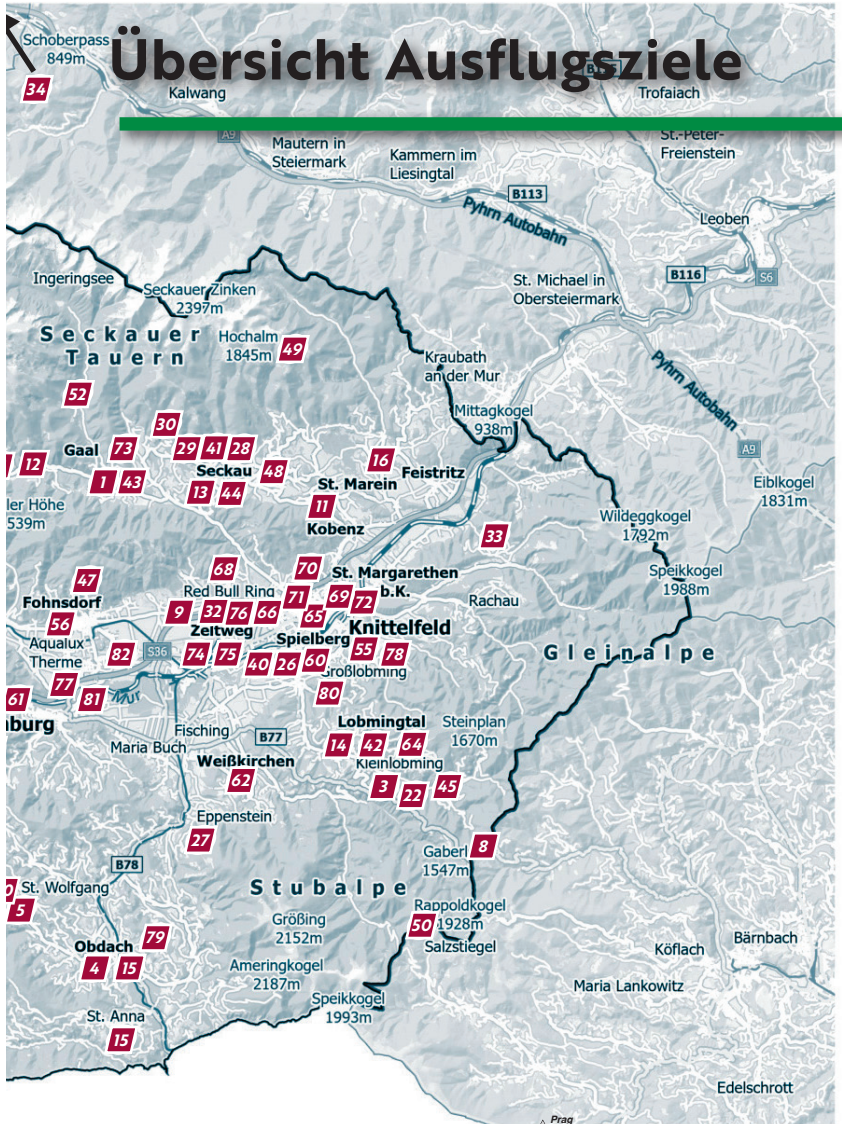 Übersicht Ausflugsziele
Schoberpass
849m
34
Kalwang
Trofaiach
A9
Mautern in
Steiermark
Kammern im
Liesingtal
St.-Peter-
Freienstein
B113
Pyhrn Autobahn
Leoben
B116
S6
Ingeringsee
Seckauer Zinken
2397m
St. Michael in
Obersteiermark
Seckauer
Tauern
Hochalm
1845m
49
Kraubath
an der Mur
Pyhrn Autobahn
52
Mittagkogel
938m
30
A9
Gaal
73
29 41 28
12
Seckau
48
16
Feistritz
1 43
13 44
St. Marein
11
Eiblkogel
1831m
ler Höhe
539m
Kobenz
Wildeggkogel
1792m
33
47
68
70
St. Margarethen
b.K.
Speikkogel
1988m
Fohnsdorf
Red Bull Ring
71
69 72
Rachau
9 32 76 66
65
56
Zeltweg
Spielberg
Knittelfeld
Aqualux
Therme
82
S36
74 75
40 26 60
55 78
Gleinalpe
Großlobming
77
61
81
Mur
80
nburg
Lobmingtal
Steinplan
1670m
Fisching
B77
Maria Buch
14 42 64
Weißkirchen
Kleinlobming
62
3 22 45
Eppenstein
27
8
Gaberl
1547m
B78
St. Wolfgang
0
5
Stubalpe
Rappoldkogel
1928m
50
Größing
2152m
Salzstiegel
79
Obdach
4 15
Köflach
Bärnbach
Ameringkogel
2187m
Maria Lankowitz
Speikkogel
1993m
St. Anna
15
Edelschrott
Prag